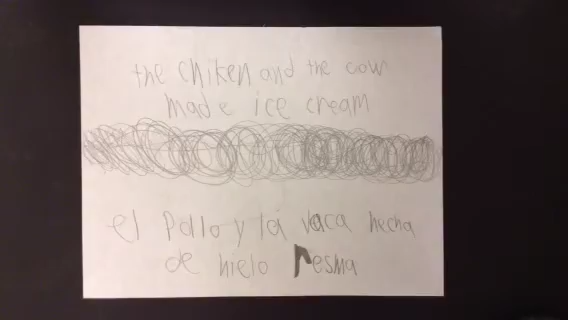 the chiken and the cow
made ice cream
el Pollo y la vaca hecha
de hielo resma